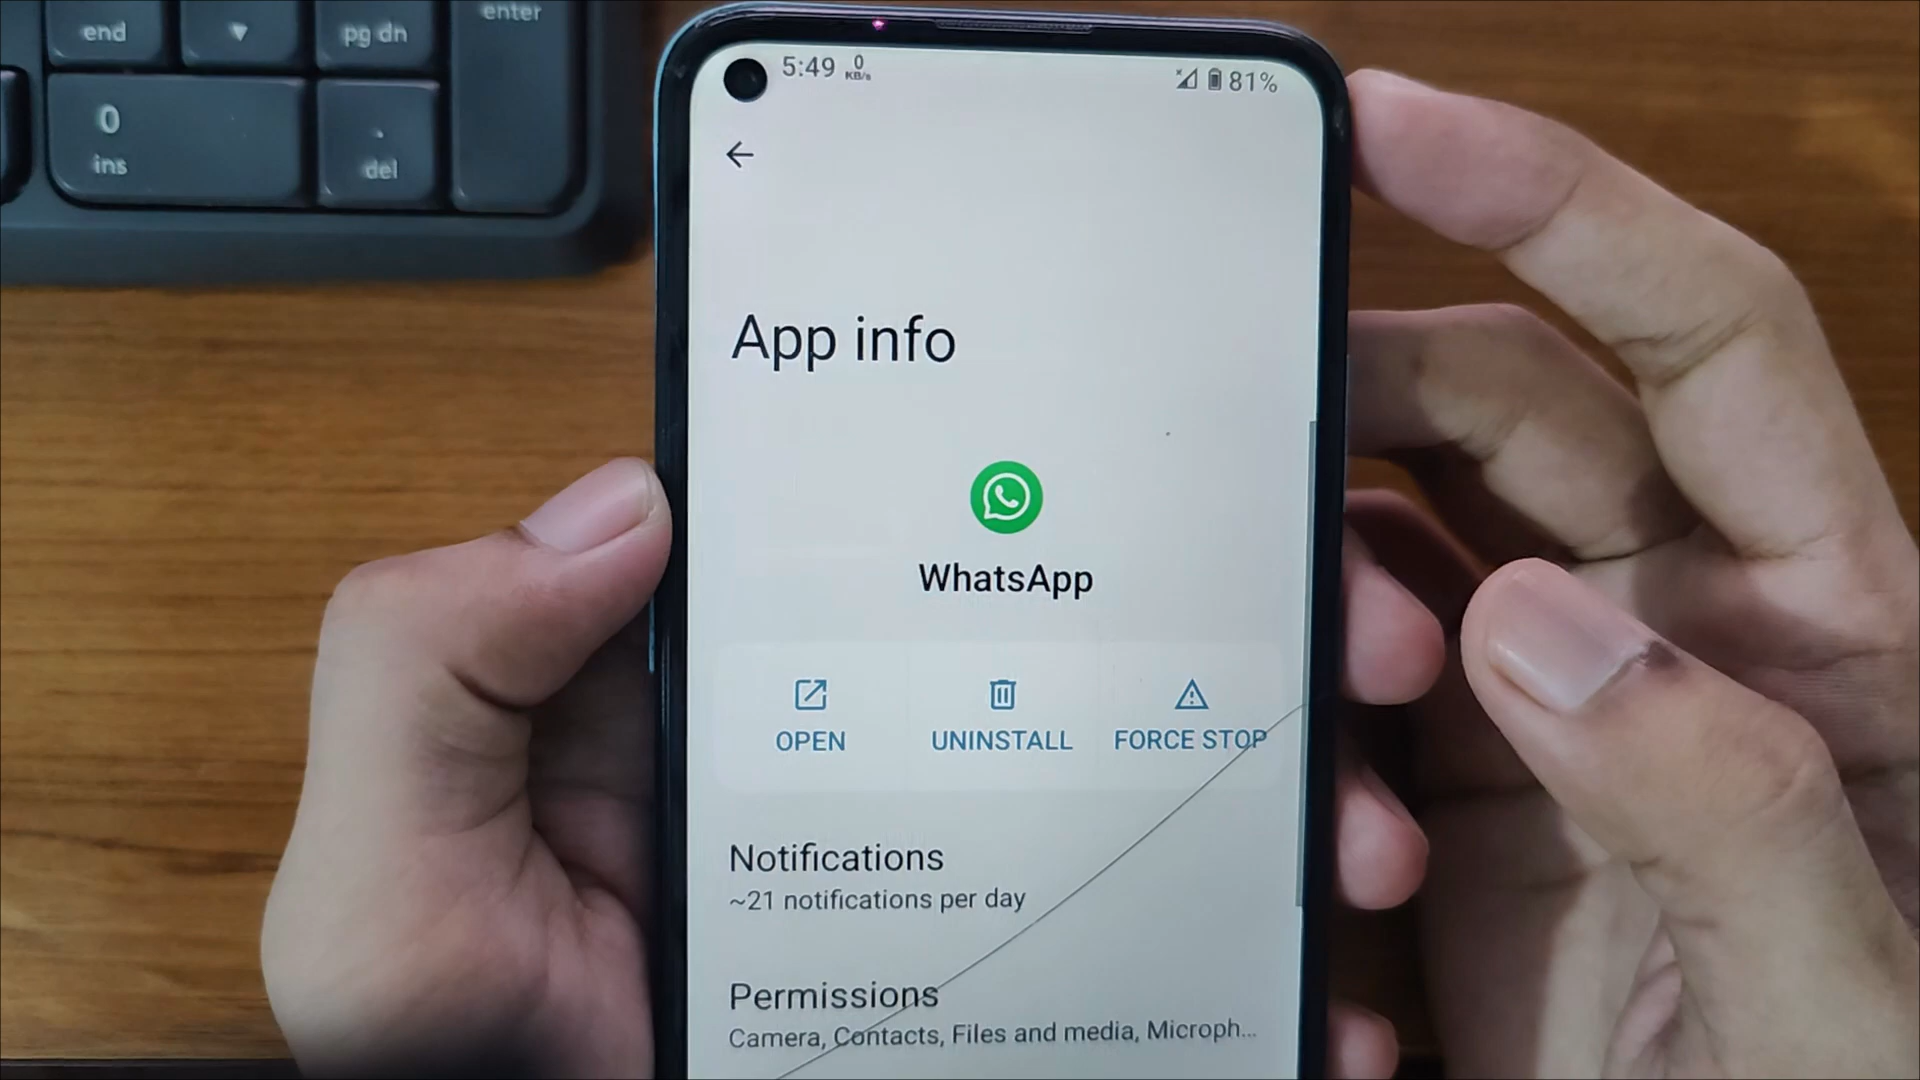 enter
end
pg dn
0
.
ins
del
5:49 0 KB/s
81%
App info
WhatsApp
OPEN
UNINSTALL
FORCE STOP
Notifications
~21 notifications per day
Permissions
Camera, Contacts, Files and media, Microph...